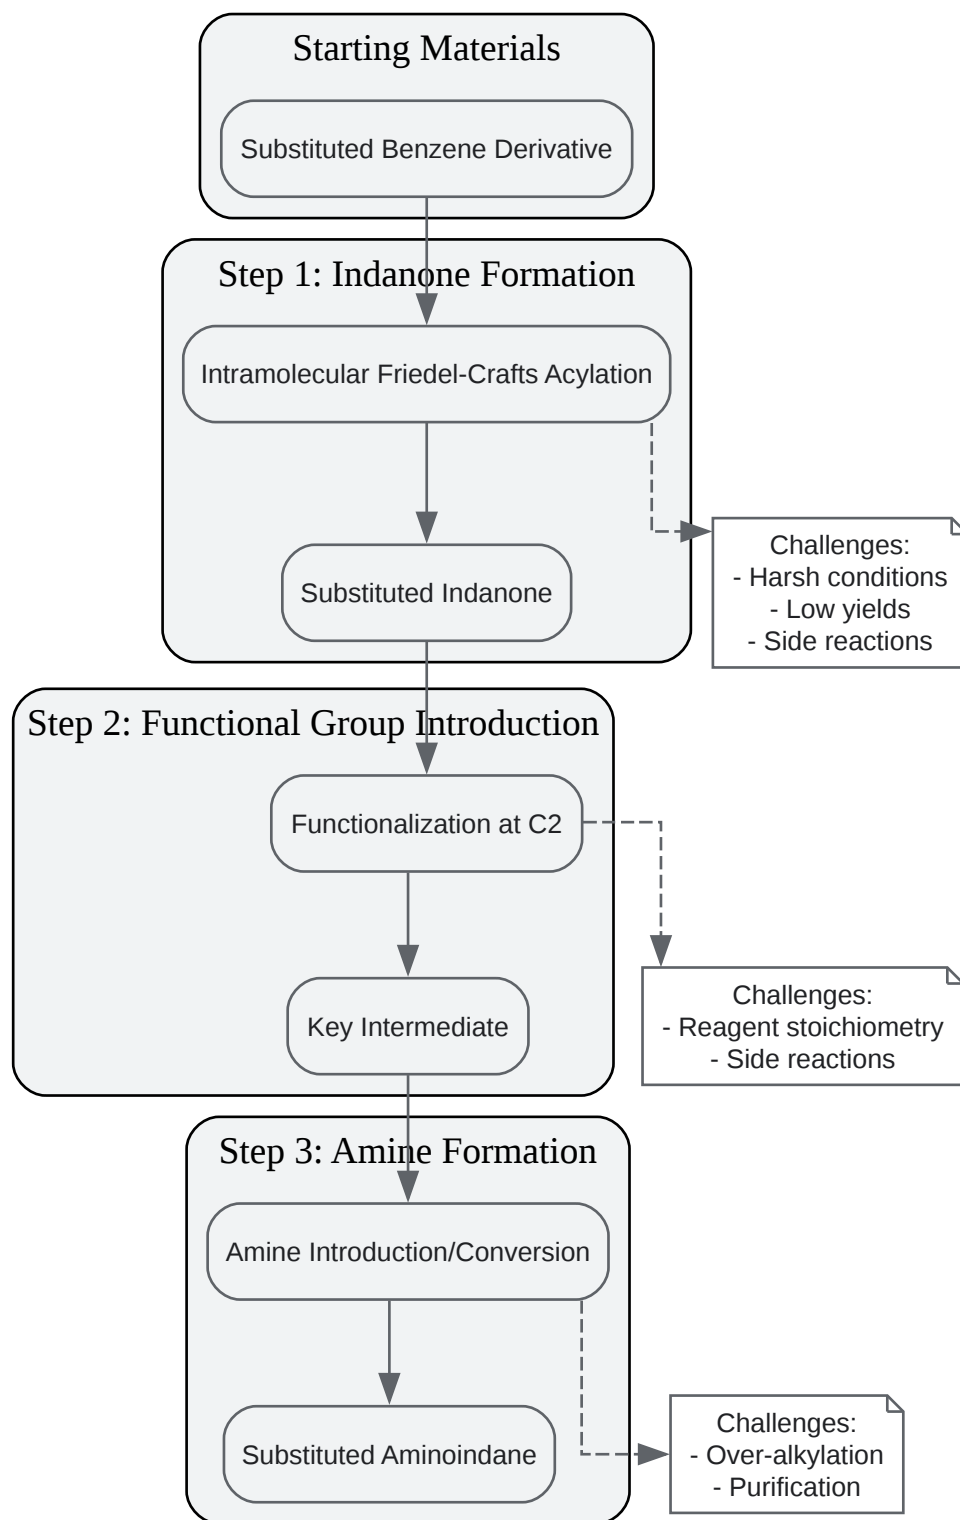 Starting Materials
Substituted Benzene Derivative
Step 1: Indanone Formation
Intramolecular Friedel-Crafts Acylation
Substituted Indanone
Challenges:
- Harsh conditions
- Low yields
- Side reactions
Step 2: Functional Group Introduction
Functionalization at C2
Key Intermediate
Challenges:
- Reagent stoichiometry
- Side reactions
Step 3: Amine Formation
Amine Introduction/Conversion
Substituted Aminoindane
Challenges:
- Over-alkylation
- Purification